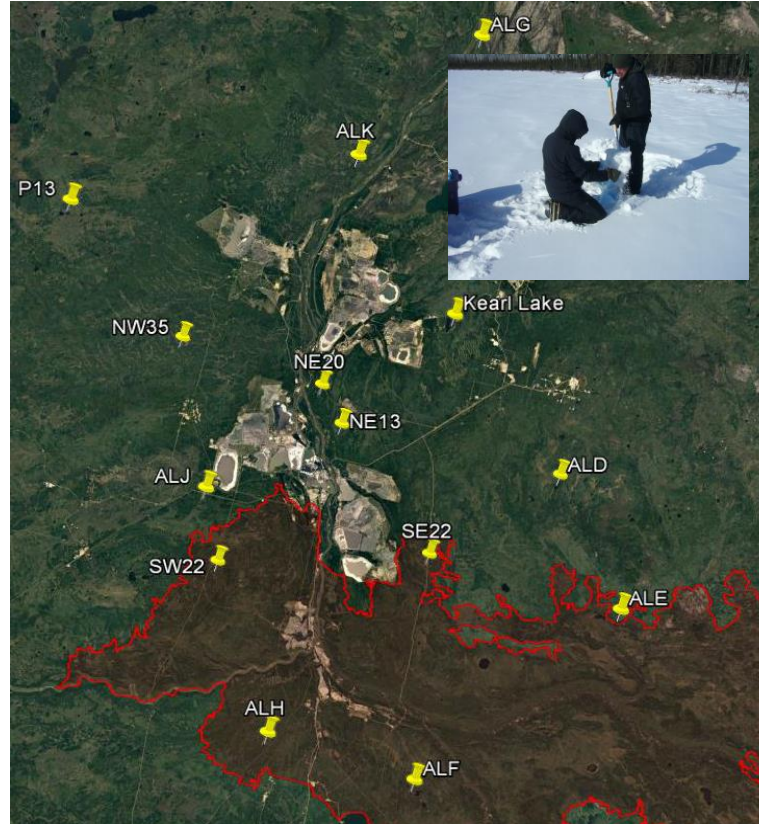 ALG
ALK
P13
Kearl Lake
NW35
NE20
NE13
ALD
ALJ
SE22
SW22
ALE
ALH
ALF